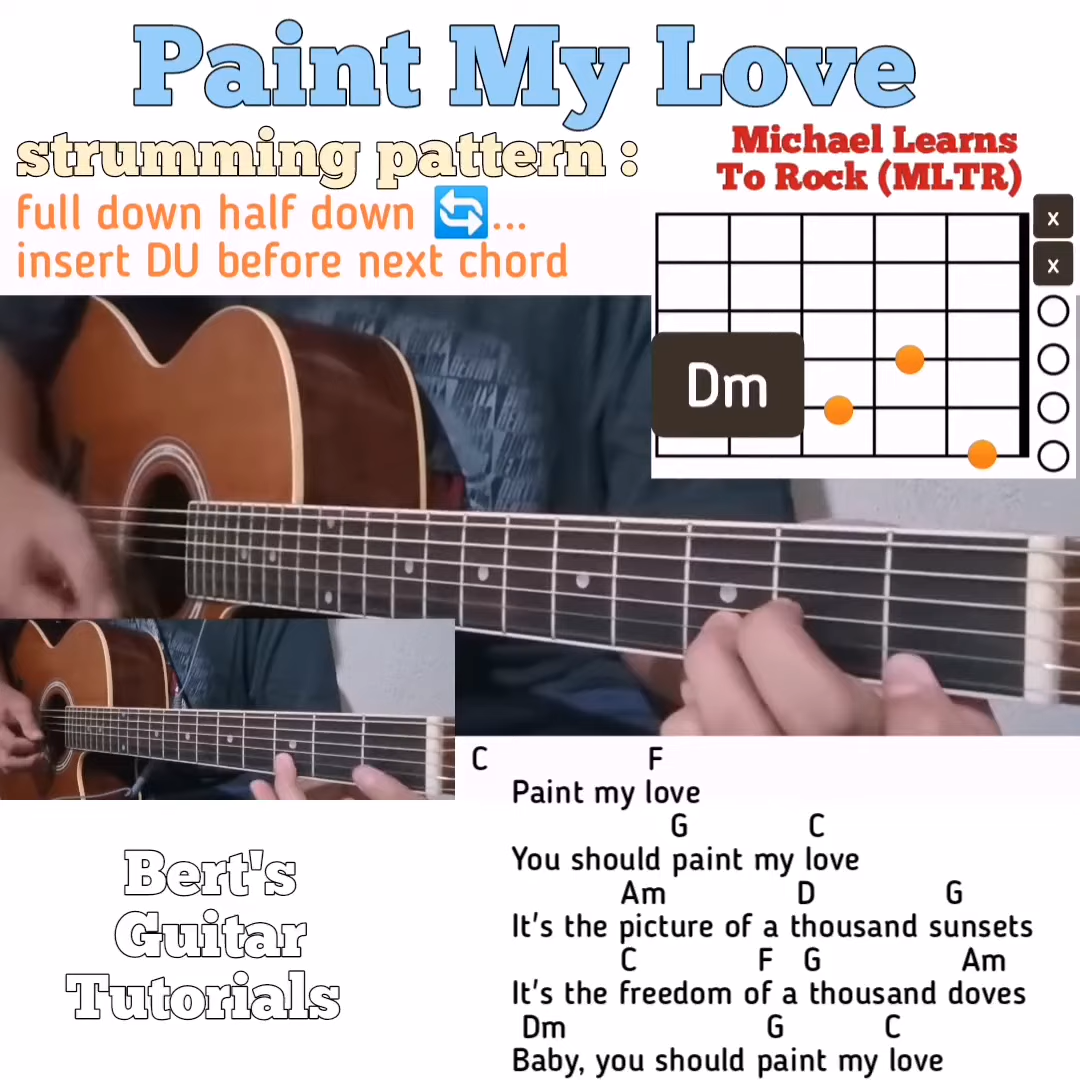 Paint My Love
strumming pattern :
full down half down 🔄...
insert DU before next chord
Michael Learns
To Rock (MLTR)
x
x
Dm
C F
Paint my love
G C
You should paint my love
Am D G
It's the picture of a thousand sunsets
C F G Am
It's the freedom of a thousand doves
Dm G C
Baby, you should paint my love
Bert's
Guitar
Tutorials